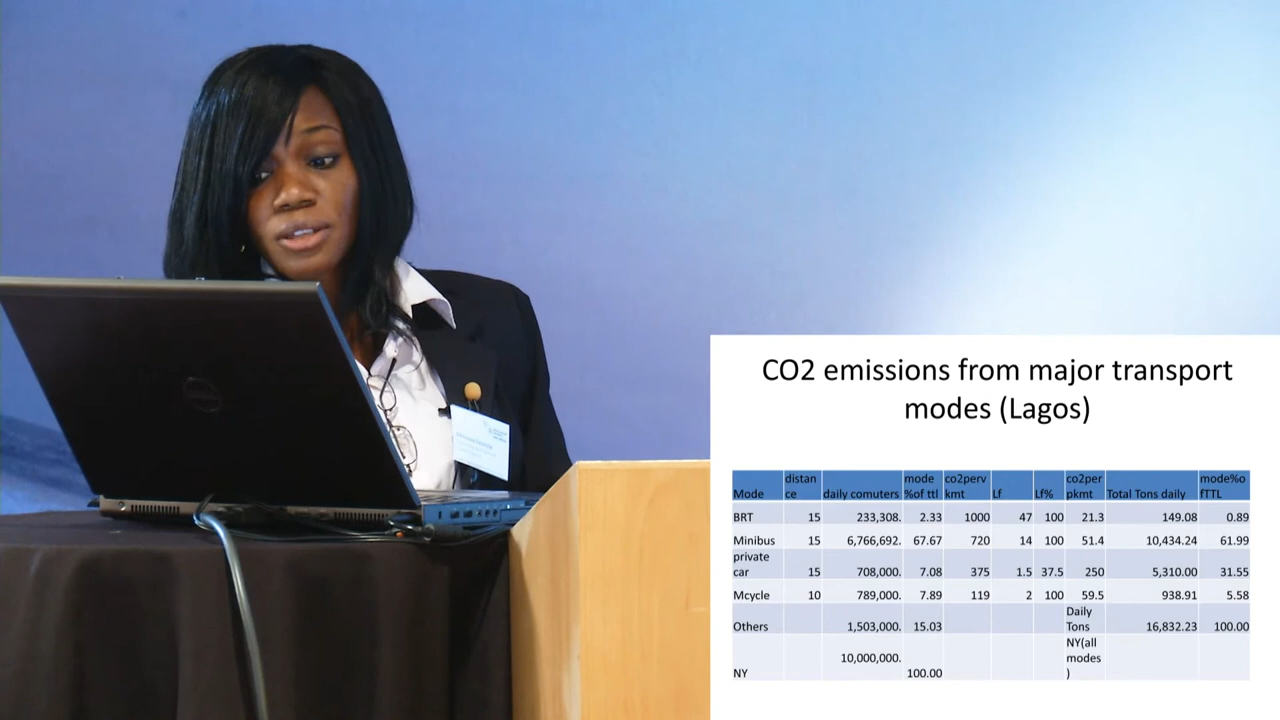 CO2 emissions from major transport
modes (Lagos)
Mode distan ce daily comuters mode %of ttl co2perv kmt Lf Lf% co2per pkmt Total Tons daily mode%o fTTL
BRT 15 233,308. 2.33 1000 47 100 21.3 149.08 0.89
Minibus 15 6,766,692. 67.67 720 14 100 51.4 10,434.24 61.99
private car 15 708,000. 7.08 375 1.5 37.5 250 5,310.00 31.55
Mcycle 10 789,000. 7.89 119 2 100 59.5 938.91 5.58
Others 1,503,000. 15.03 Daily Tons 16,832.23 100.00
NY 10,000,000. 100.00 NY(all modes )